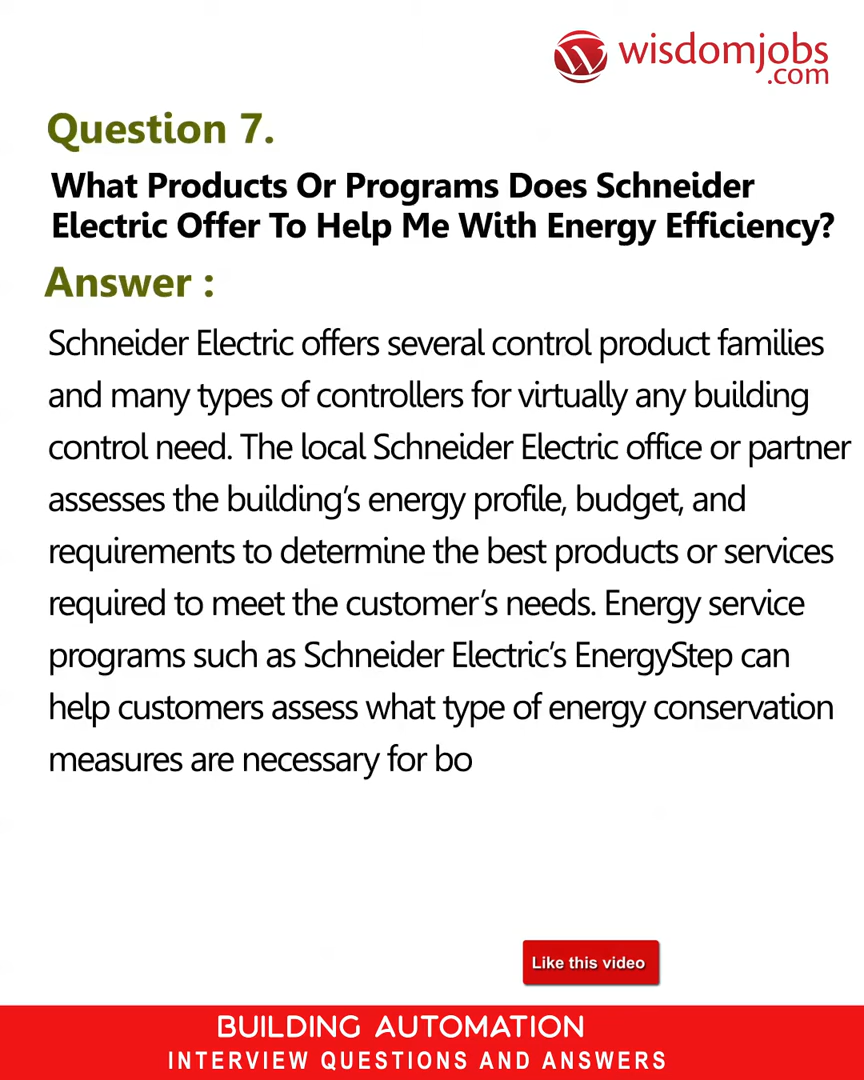 wisdomjobs
.com
Question 7.
What Products Or Programs Does Schneider
Electric Offer To Help Me With Energy Efficiency?
Answer :
Schneider Electric offers several control product families
and many types of controllers for virtually any building
control need. The local Schneider Electric office or partner
assesses the building’s energy profile, budget, and
requirements to determine the best products or services
required to meet the customer’s needs. Energy service
programs such as Schneider Electric’s EnergyStep can
help customers assess what type of energy conservation
measures are necessary for bo
Like this video
BUILDING AUTOMATION
INTERVIEW QUESTIONS AND ANSWERS